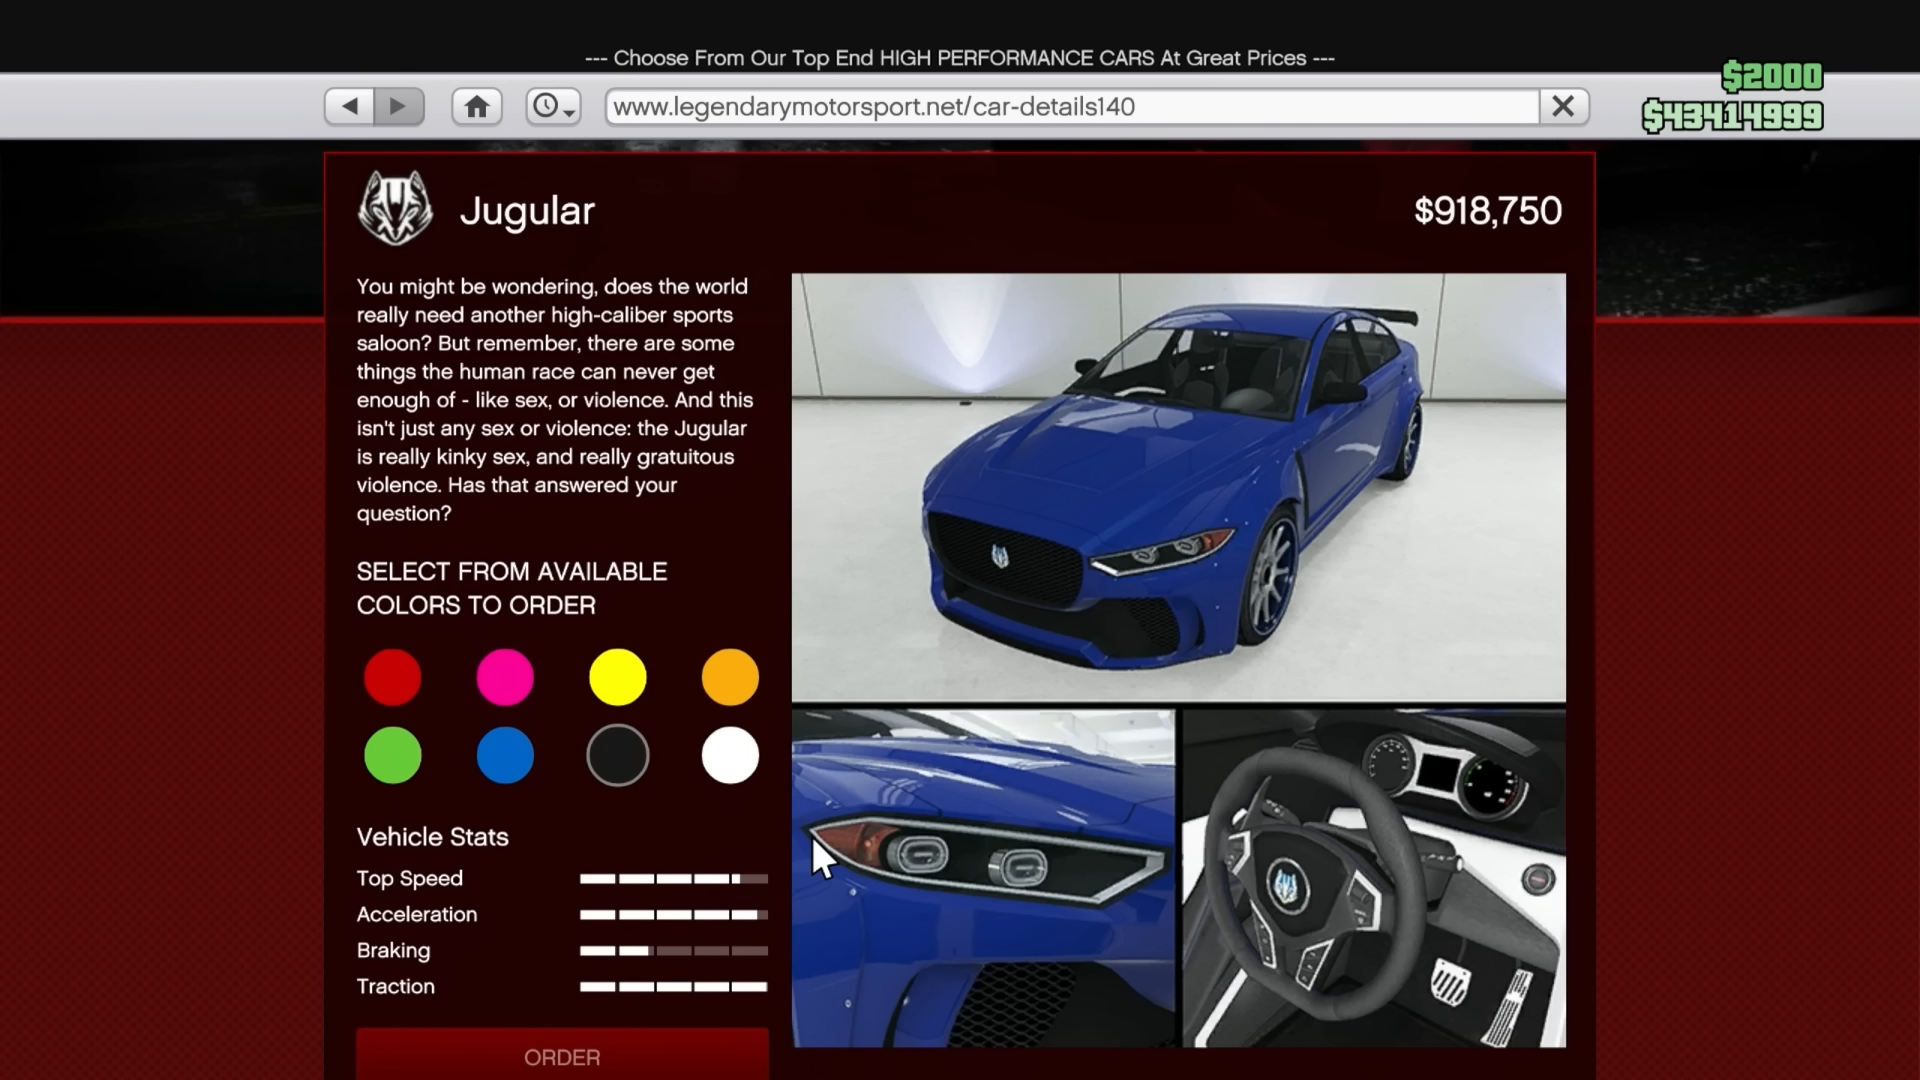 --- Choose From Our Top End HIGH PERFORMANCE CARS At Great Prices ---
$2000
www.legendarymotorsport.net/car-details140
$43414999
Jugular
$918,750
You might be wondering, does the world
really need another high-caliber sports
saloon? But remember, there are some
things the human race can never get
enough of - like sex, or violence. And this
isn't just any sex or violence: the Jugular
is really kinky sex, and really gratuitous
violence. Has that answered your
question?
SELECT FROM AVAILABLE
COLORS TO ORDER
Vehicle Stats
Top Speed
Acceleration
Braking
Traction
ORDER